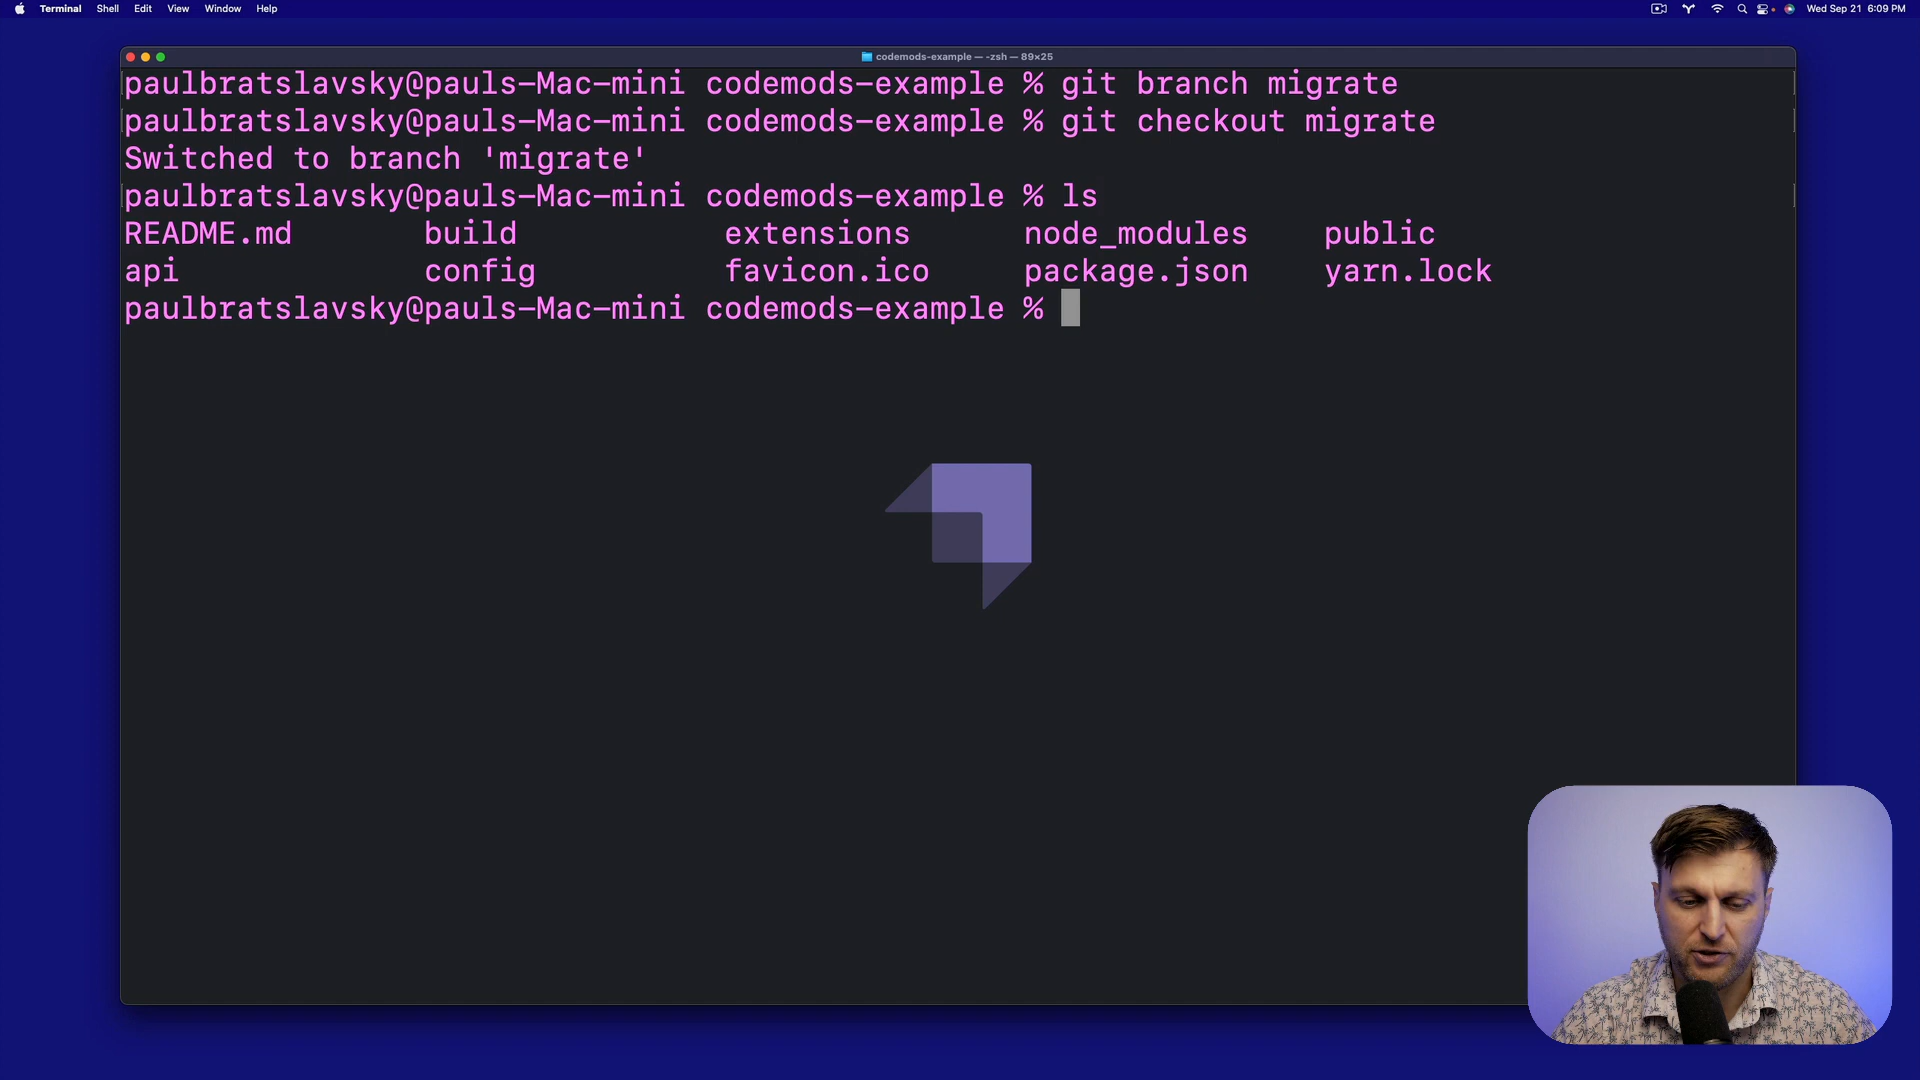 Terminal Shell Edit View Window Help Wed Sep 21 6:09 PM
codemods-example — -zsh — 89×25
paulbratslavsky@pauls-Mac-mini codemods-example % git branch migrate
paulbratslavsky@pauls-Mac-mini codemods-example % git checkout migrate
Switched to branch 'migrate'
paulbratslavsky@pauls-Mac-mini codemods-example % ls
README.md build extensions node_modules public
api config favicon.ico package.json yarn.lock
paulbratslavsky@pauls-Mac-mini codemods-example %